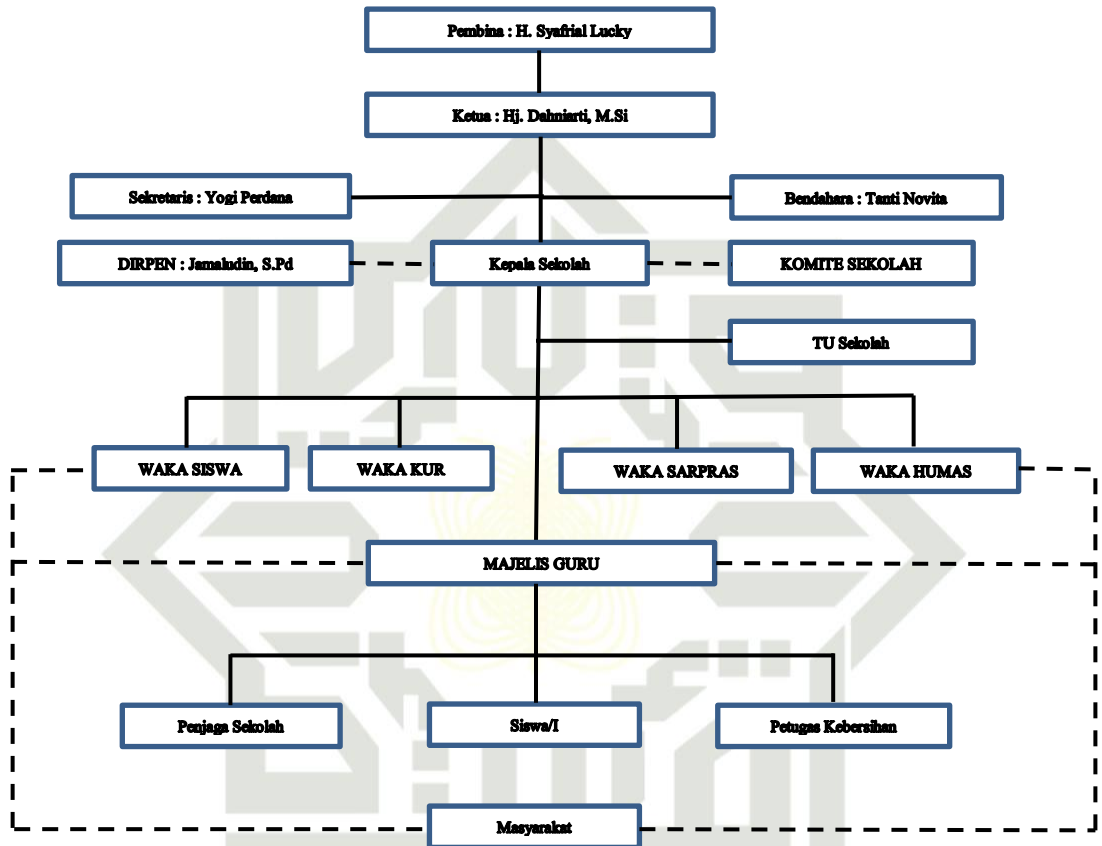 Pembina : H. Syafrial Lucky
Ketua : Hj. Dahniarti, M.Si
Sekretaris : Yogi Perdana
Bendahara : Tanti Novita
DIRPEN : Jamaludin, S.Pd
Kepala Sekolah
KOMITE SEKOLAH
TU Sekolah
WAKA SISWA
WAKA KUR
WAKA SARPRAS
WAKA HUMAS
MAJELIS GURU
Penjaga Sekolah
Siswa/I
Petugas Kebersihan
Masyarakat